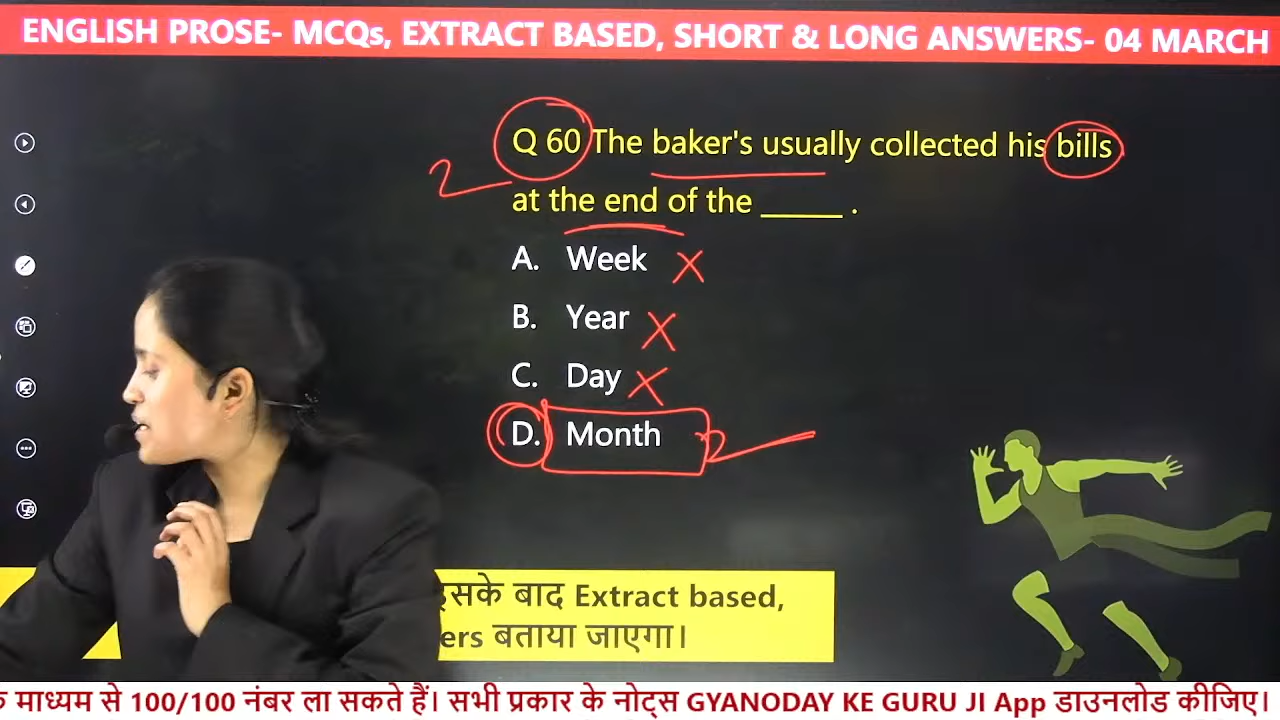 ENGLISH PROSE- MCQs, EXTRACT BASED, SHORT & LONG ANSWERS- 04 MARCH
Q 60 The baker's usually collected his bills
2
at the end of the _____ .
A. Week
B. Year
C. Day
D. Month
इसके बाद Extract based,
ers बताया जाएगा।
माध्यम से 100/100 नंबर ला सकते हैं। सभी प्रकार के नोट्स GYANODAY KE GURU JI App डाउनलोड कीजिए।